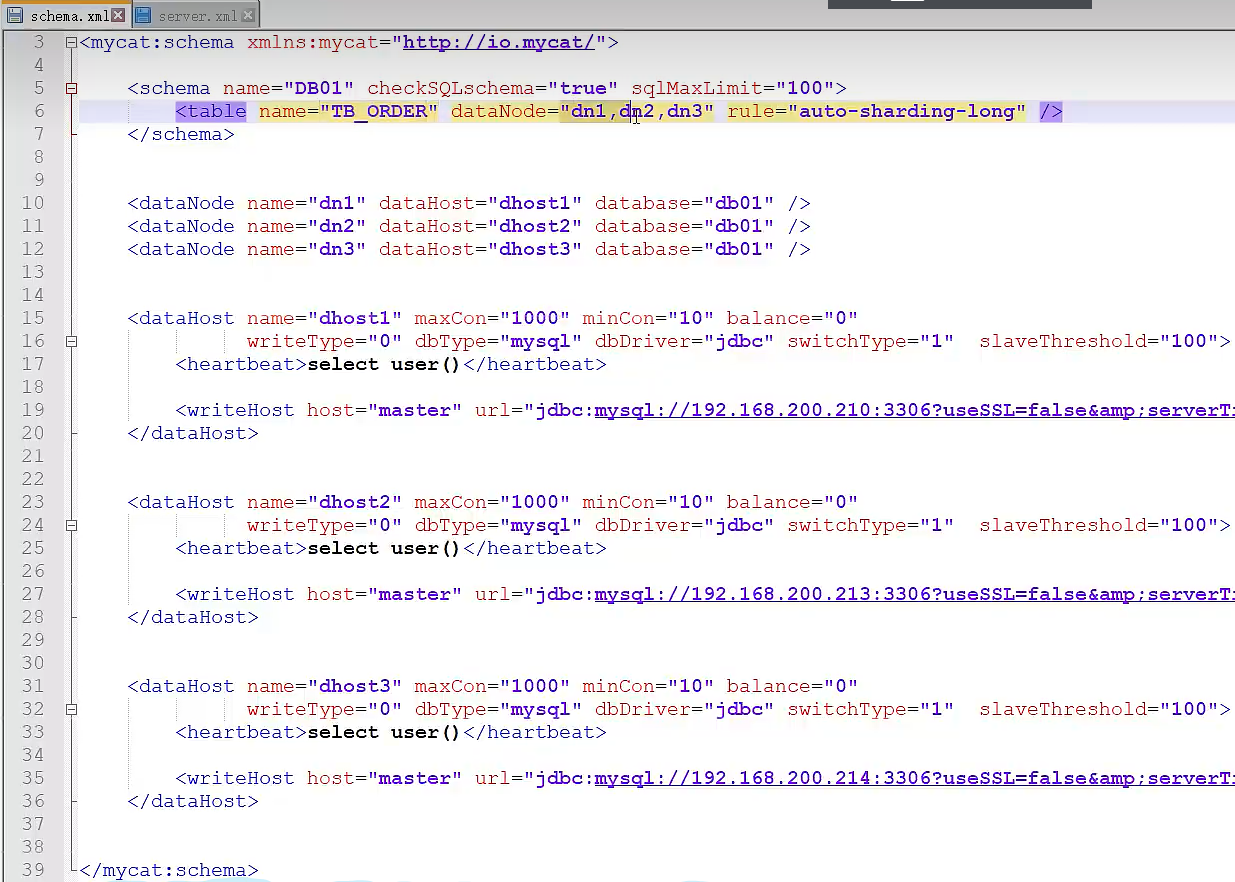 schema.xml server.xml
3 <mycat:schema xmlns:mycat="http://io.mycat/">
4
5 <schema name="DB01" checkSQLschema="true" sqlMaxLimit="100">
6 <table name="TB_ORDER" dataNode="dn1,dn2,dn3" rule="auto-sharding-long" />
7 </schema>
8
9
10 <dataNode name="dn1" dataHost="dhost1" database="db01" />
11 <dataNode name="dn2" dataHost="dhost2" database="db01" />
12 <dataNode name="dn3" dataHost="dhost3" database="db01" />
13
14
15 <dataHost name="dhost1" maxCon="1000" minCon="10" balance="0"
16 writeType="0" dbType="mysql" dbDriver="jdbc" switchType="1" slaveThreshold="100">
17 <heartbeat>select user()</heartbeat>
18
19 <writeHost host="master" url="jdbc:mysql://192.168.200.210:3306?useSSL=false&amp;serverTi
20 </dataHost>
21
22
23 <dataHost name="dhost2" maxCon="1000" minCon="10" balance="0"
24 writeType="0" dbType="mysql" dbDriver="jdbc" switchType="1" slaveThreshold="100">
25 <heartbeat>select user()</heartbeat>
26
27 <writeHost host="master" url="jdbc:mysql://192.168.200.213:3306?useSSL=false&amp;serverTi
28 </dataHost>
29
30
31 <dataHost name="dhost3" maxCon="1000" minCon="10" balance="0"
32 writeType="0" dbType="mysql" dbDriver="jdbc" switchType="1" slaveThreshold="100">
33 <heartbeat>select user()</heartbeat>
34
35 <writeHost host="master" url="jdbc:mysql://192.168.200.214:3306?useSSL=false&amp;serverTi
36 </dataHost>
37
38
39 </mycat:schema>